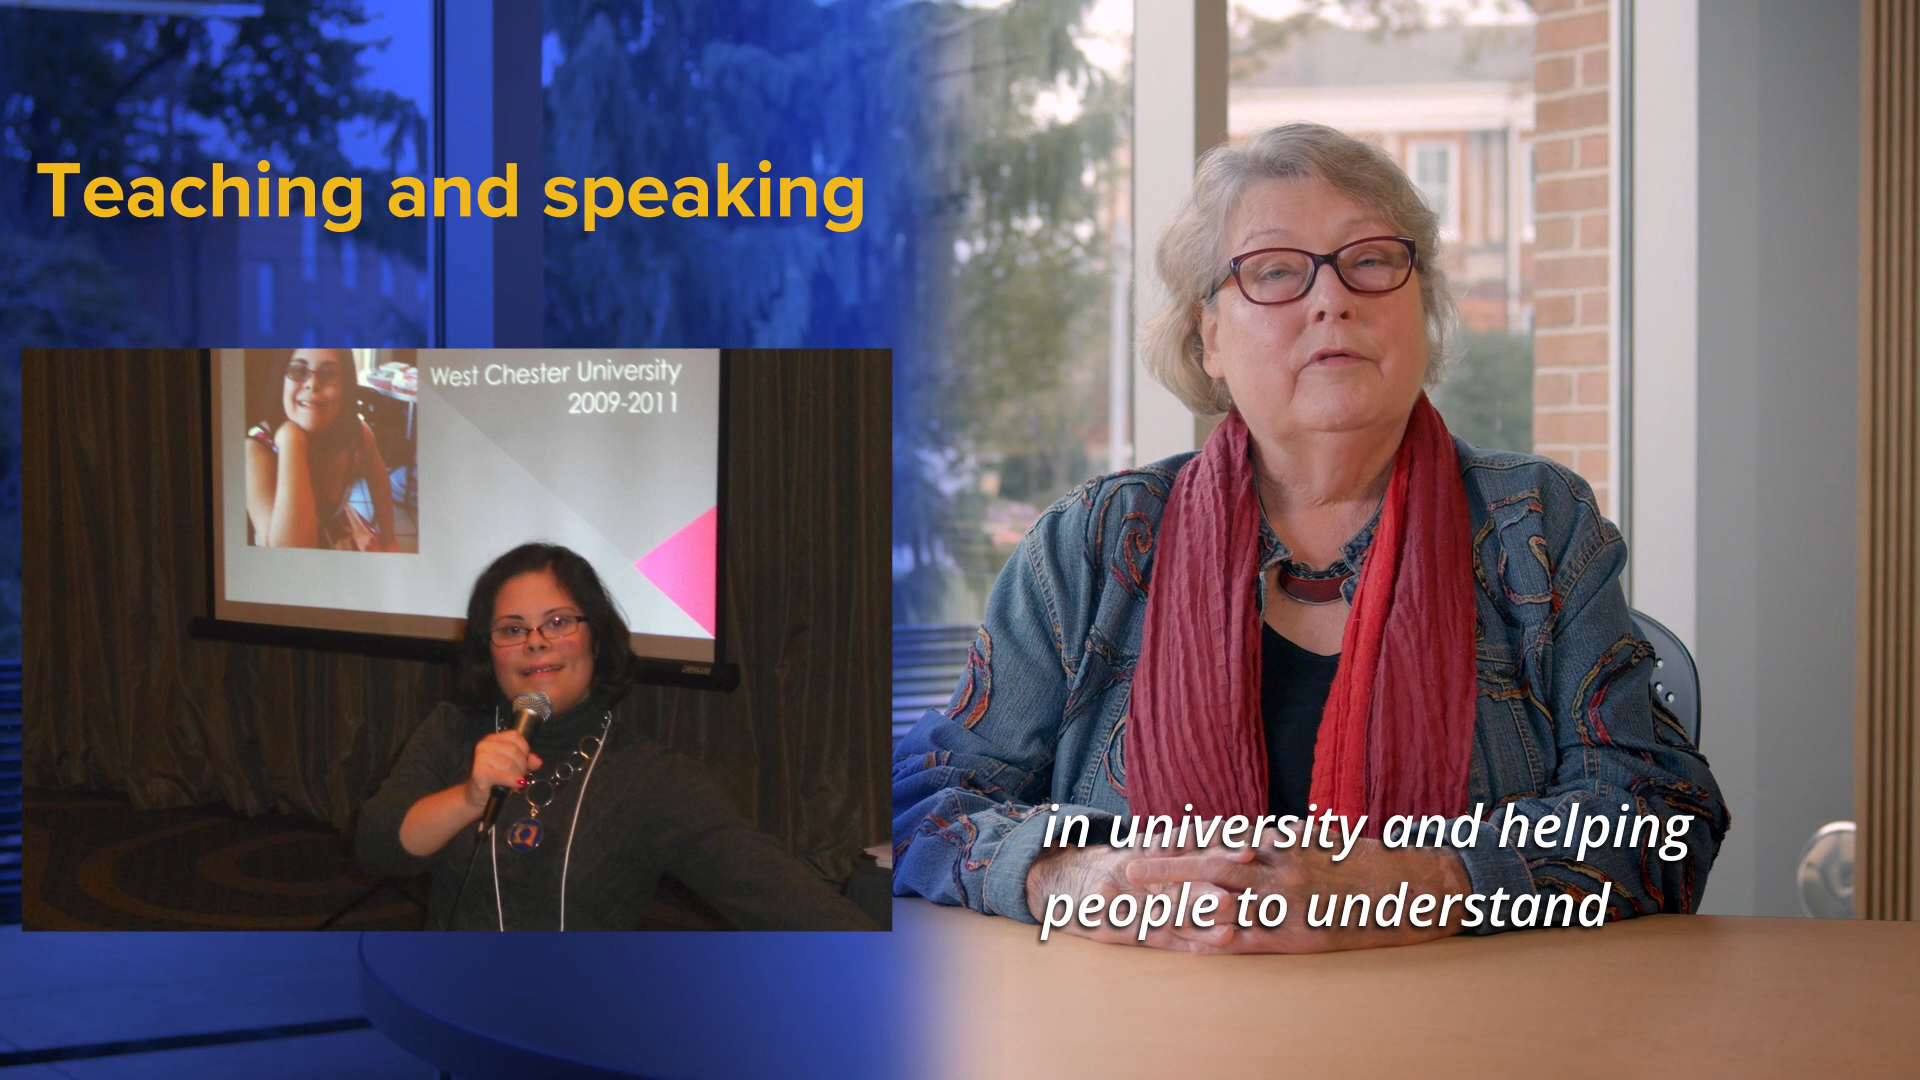 Teaching and speaking
West Chester University
2009-2011
in university and helping
people to understand